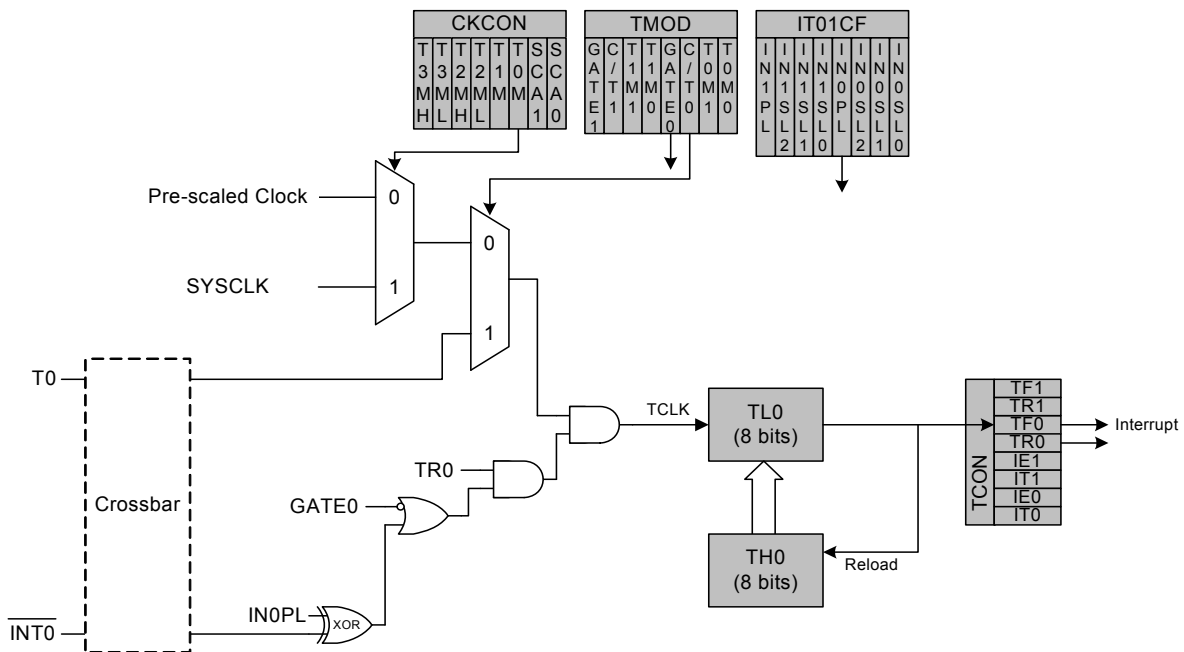 CKCON
T3MH
T3ML
T2MH
T2ML
T1M
T0M
SCA1
SCA0
TMOD
GATE1
C/T1
T1M1
T1M0
GATE0
C/T0
T0M1
T0M0
IT01CF
IN1PL
IN1SL2
IN1SL1
IN1SL0
IN0PL
IN0SL2
IN0SL1
IN0SL0
Pre-scaled Clock
0
SYSCLK
1
0
1
T0
Crossbar
INT0
GATE0
TR0
IN0PL
XOR
TCLK
TL0
(8 bits)
TH0
(8 bits)
Reload
TCON
TF1
TR1
TF0
TR0
IE1
IT1
IE0
IT0
Interrupt